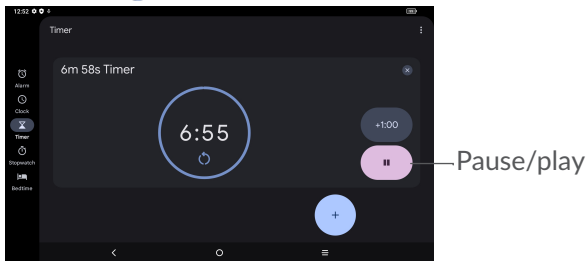 12:52
Timer
6m 58s Timer
Alarm
Clock
Timer
Stopwatch
Bedtime
6:55
+1:00
Pause/play